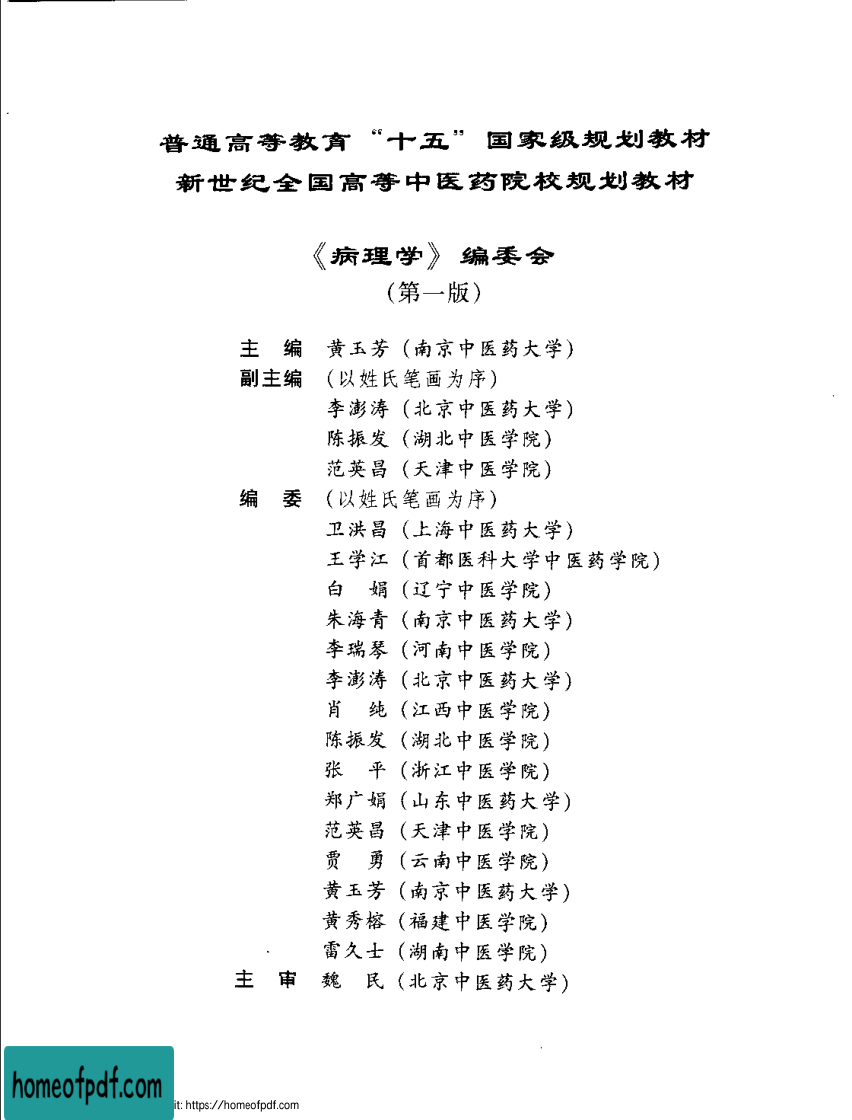 普通高等教育“十五”国家级规划教材
新世纪全国高等中医药院校规划教材
《病理学》编委会
(第一版)
主 编 黄玉芳(南京中医药大学)
副主编 (以姓氏笔画为序)
李澎涛(北京中医药大学)
陈振发(湖北中医学院)
范英昌(天津中医学院)
编 委 (以姓氏笔画为序)
卫洪昌(上海中医药大学)
王学江(首都医科大学中医药学院)
白 娟(辽宁中医学院)
朱海青(南京中医药大学)
李瑞琴(河南中医学院)
李澎涛(北京中医药大学)
肖 纯(江西中医学院)
陈振发(湖北中医学院)
张 平(浙江中医学院)
郑广娟(山东中医药大学)
范英昌(天津中医学院)
贾 勇(云南中医学院)
黄玉芳(南京中医药大学)
黄秀榕(福建中医学院)
雷久士(湖南中医学院)
主 审 魏 民(北京中医药大学)
homeofpdf.com
it: https://homeofpdf.com